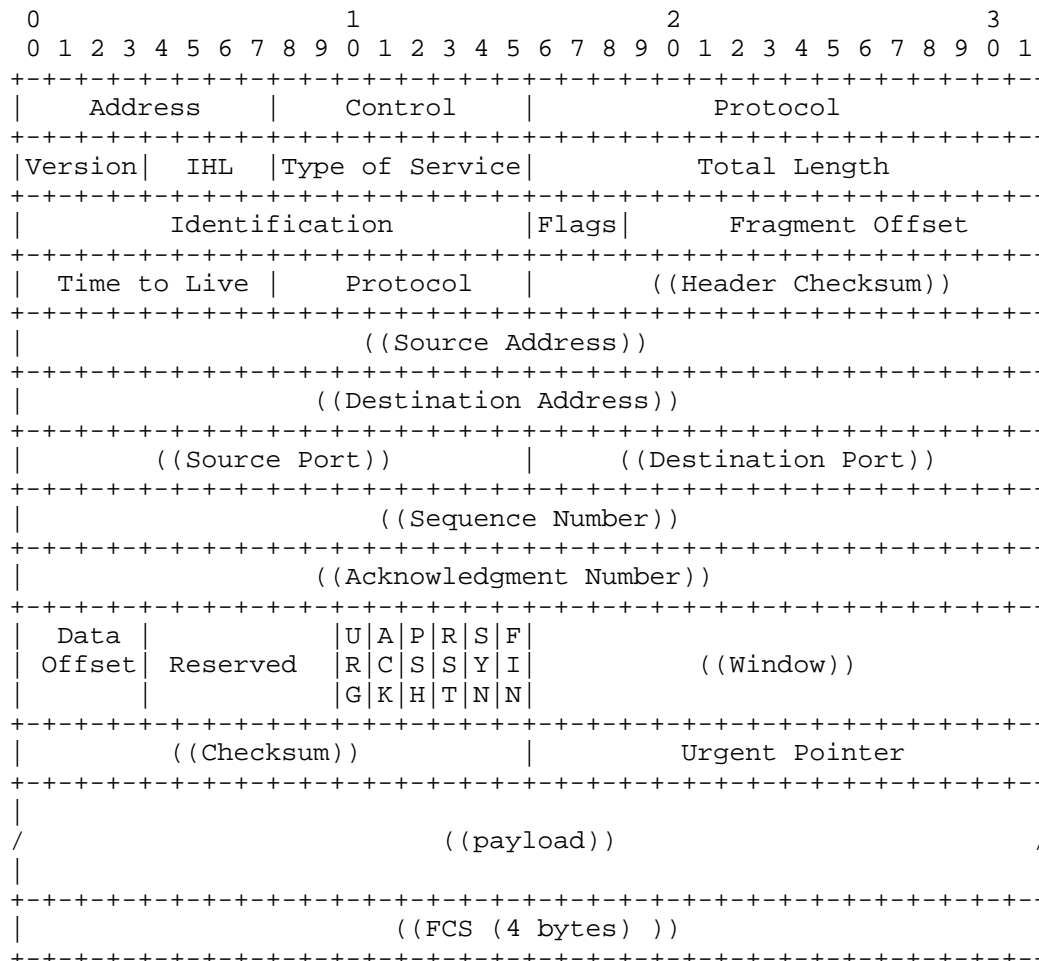 0                   1                   2                   3
0 1 2 3 4 5 6 7 8 9 0 1 2 3 4 5 6 7 8 9 0 1 2 3 4 5 6 7 8 9 0 1
+-+-+-+-+-+-+-+-+-+-+-+-+-+-+-+-+-+-+-+-+-+-+-+-+-+-+-+-+-+-+-+-
|    Address    |    Control    |           Protocol
+-+-+-+-+-+-+-+-+-+-+-+-+-+-+-+-+-+-+-+-+-+-+-+-+-+-+-+-+-+-+-+-
|Version|  IHL  |Type of Service|          Total Length
+-+-+-+-+-+-+-+-+-+-+-+-+-+-+-+-+-+-+-+-+-+-+-+-+-+-+-+-+-+-+-+-
|         Identification        |Flags|      Fragment Offset
+-+-+-+-+-+-+-+-+-+-+-+-+-+-+-+-+-+-+-+-+-+-+-+-+-+-+-+-+-+-+-+-
|  Time to Live |    Protocol   |       ((Header Checksum))
+-+-+-+-+-+-+-+-+-+-+-+-+-+-+-+-+-+-+-+-+-+-+-+-+-+-+-+-+-+-+-+-
|                     ((Source Address))
+-+-+-+-+-+-+-+-+-+-+-+-+-+-+-+-+-+-+-+-+-+-+-+-+-+-+-+-+-+-+-+-
|                  ((Destination Address))
+-+-+-+-+-+-+-+-+-+-+-+-+-+-+-+-+-+-+-+-+-+-+-+-+-+-+-+-+-+-+-+-
|        ((Source Port))        |     ((Destination Port))
+-+-+-+-+-+-+-+-+-+-+-+-+-+-+-+-+-+-+-+-+-+-+-+-+-+-+-+-+-+-+-+-
|                      ((Sequence Number))
+-+-+-+-+-+-+-+-+-+-+-+-+-+-+-+-+-+-+-+-+-+-+-+-+-+-+-+-+-+-+-+-
|                  ((Acknowledgment Number))
+-+-+-+-+-+-+-+-+-+-+-+-+-+-+-+-+-+-+-+-+-+-+-+-+-+-+-+-+-+-+-+-
|  Data |           |U|A|P|R|S|F|
| Offset| Reserved  |R|C|S|S|Y|I|          ((Window))
|       |           |G|K|H|T|N|N|
+-+-+-+-+-+-+-+-+-+-+-+-+-+-+-+-+-+-+-+-+-+-+-+-+-+-+-+-+-+-+-+-
|         ((Checksum))          |         Urgent Pointer
+-+-+-+-+-+-+-+-+-+-+-+-+-+-+-+-+-+-+-+-+-+-+-+-+-+-+-+-+-+-+-+-
|
/                          ((payload))                          /
|
+-+-+-+-+-+-+-+-+-+-+-+-+-+-+-+-+-+-+-+-+-+-+-+-+-+-+-+-+-+-+-+-
|                       ((FCS (4 bytes) ))
+-+-+-+-+-+-+-+-+-+-+-+-+-+-+-+-+-+-+-+-+-+-+-+-+-+-+-+-+-+-+-+-